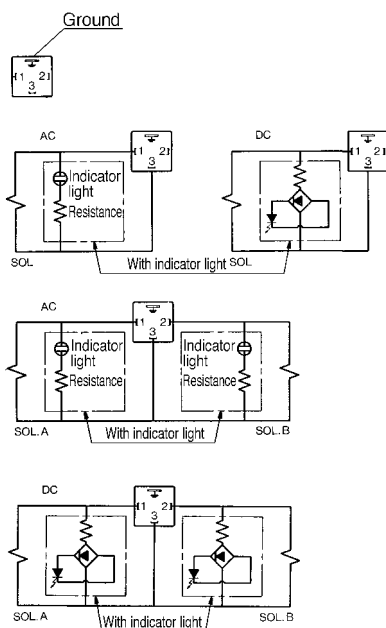 Ground
1 2
3
AC
1 2
3
Indicator
light
Resistance
SOL
DC
1 2
3
SOL
With indicator light
AC
1 2
3
Indicator
light
Resistance
Indicator
light
Resistance
SOL.A
With indicator light
SOL.B
DC
1 2
3
SOL.A
With indicator light
SOL.B